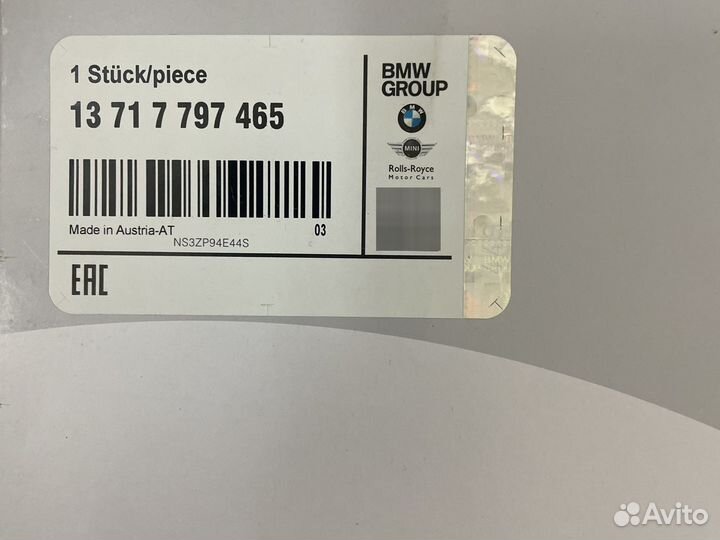 1 Stück/piece
13 71 7 797 465
Made in Austria-AT
03
NS3ZP94E44S
EAC
BMW
GROUP
BMW
MINI
Rolls-Royce
Motor Cars
Avito